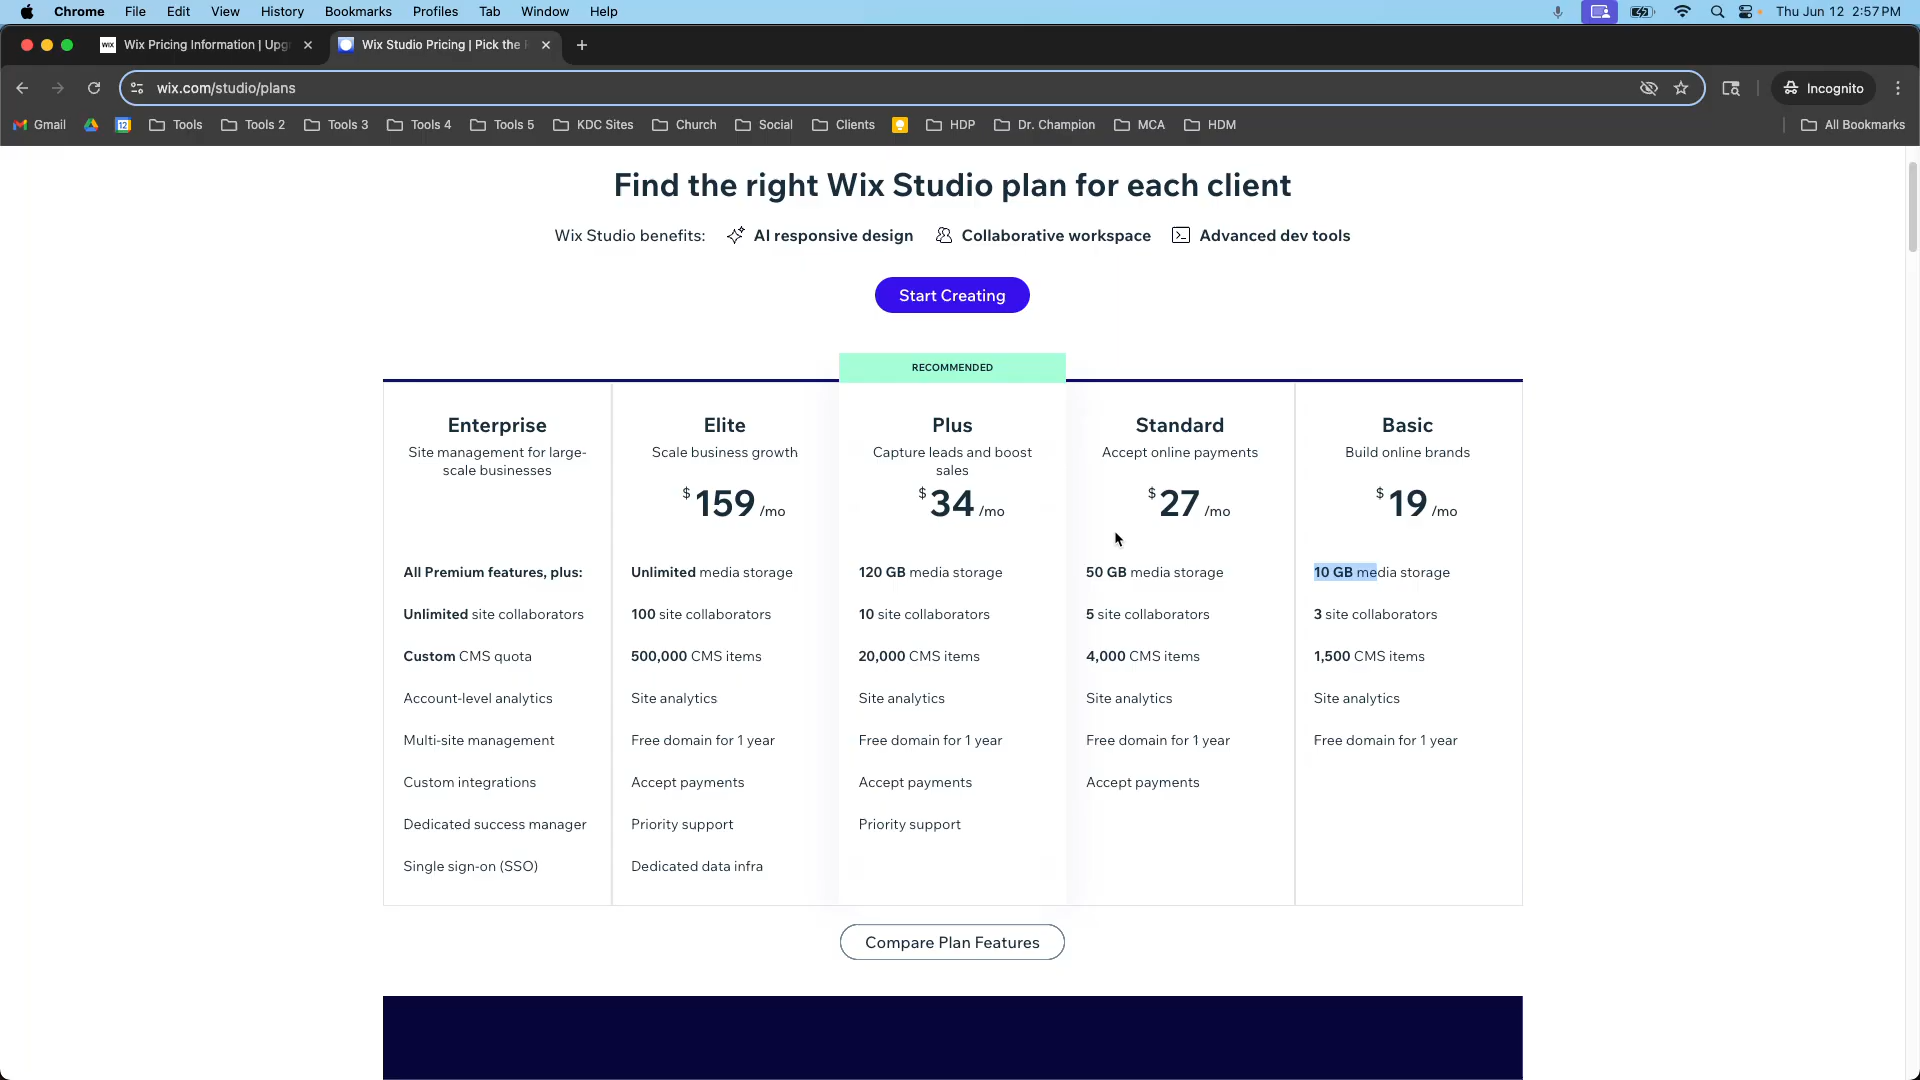 Chrome File Edit View History Bookmarks Profiles Tab Window Help
Thu Jun 12 2:57 PM
WIX Wix Pricing Information | Upg
Wix Studio Pricing | Pick the
wix.com/studio/plans
Incognito
Gmail
12
Tools
Tools 2
Tools 3
Tools 4
Tools 5
KDC Sites
Church
Social
Clients
HDP
Dr. Champion
MCA
HDM
All Bookmarks
Find the right Wix Studio plan for each client
Wix Studio benefits: AI responsive design Collaborative workspace Advanced dev tools
Start Creating
RECOMMENDED
Enterprise
Site management for large-
scale businesses
All Premium features, plus:
Unlimited site collaborators
Custom CMS quota
Account-level analytics
Multi-site management
Custom integrations
Dedicated success manager
Single sign-on (SSO)
Elite
Scale business growth
$159 /mo
Unlimited media storage
100 site collaborators
500,000 CMS items
Site analytics
Free domain for 1 year
Accept payments
Priority support
Dedicated data infra
Plus
Capture leads and boost
sales
$34 /mo
120 GB media storage
10 site collaborators
20,000 CMS items
Site analytics
Free domain for 1 year
Accept payments
Priority support
Standard
Accept online payments
$27 /mo
50 GB media storage
5 site collaborators
4,000 CMS items
Site analytics
Free domain for 1 year
Accept payments
Basic
Build online brands
$19 /mo
10 GB media storage
3 site collaborators
1,500 CMS items
Site analytics
Free domain for 1 year
Compare Plan Features